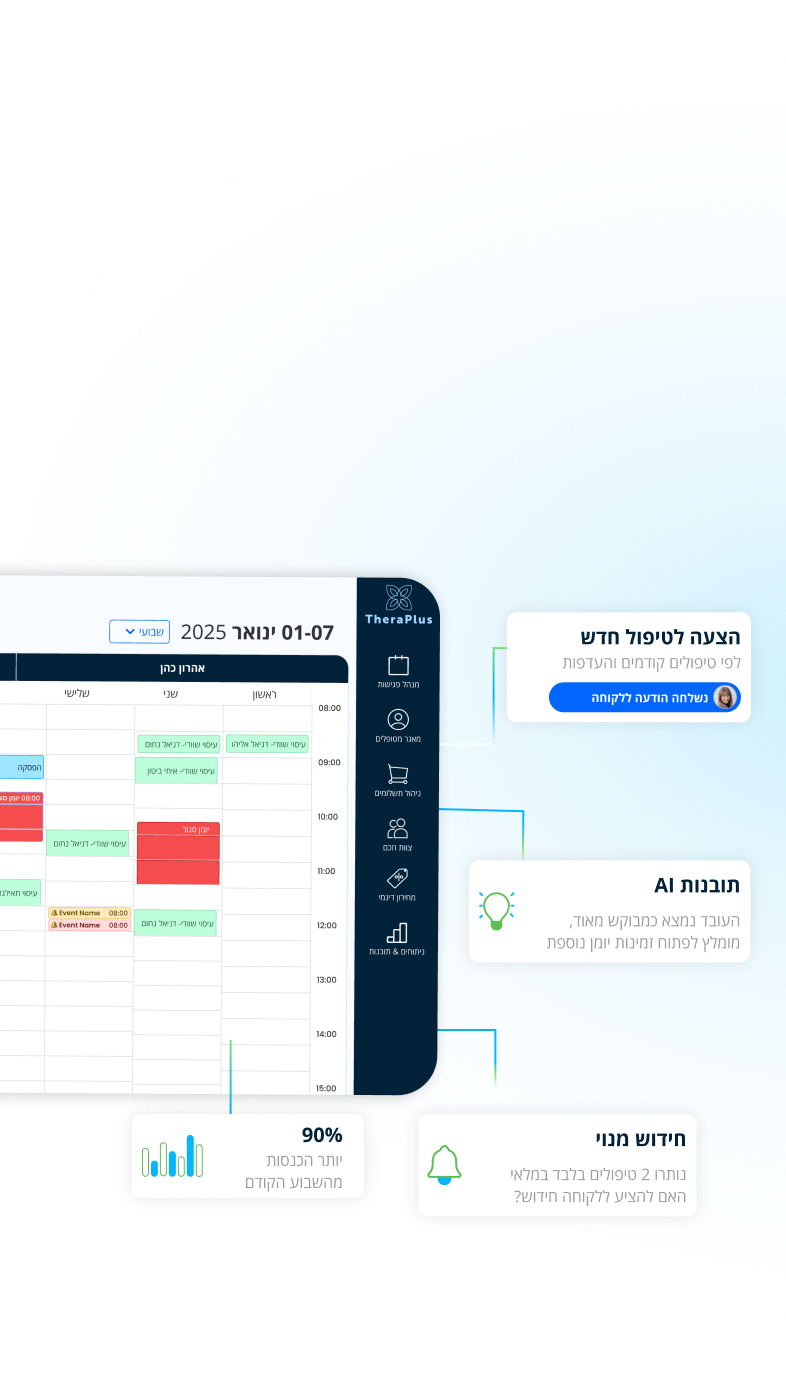 TheraPlus
מנהל פגישות
מאגר מטופלים
ניהול תשלומים
צוות חכם
מחירון דיגמי
ניתוחים & תובנות
01-07 ינואר 2025
שבועי
אהרון כהן
ראשון
שני
שלישי
08:00
09:00
10:00
11:00
12:00
13:00
14:00
15:00
עיסוי שוודי- דניאל אליהו
עיסוי שוודי- דניאל נחום
עיסוי שוודי- איתי ביטון
יומן סגור
עיסוי שוודי- דניאל נחום
עיסוי שוודי- דניאל נחום
Event Name 08:00
Event Name 08:00
הפסקה
08:00 יומן
עיסוי
הצעה לטיפול חדש
לפי טיפולים קודמים והעדפות
נשלחה הודעה ללקוחה
תובנות AI
העובד נמצא כמבוקש מאוד,
מומלץ לפתוח זמינות יומן נוספת
חידוש מנוי
נותרו 2 טיפולים בלבד במלאי
האם להציע ללקוחה חידוש?
90%
יותר הכנסות
מהשבוע הקודם